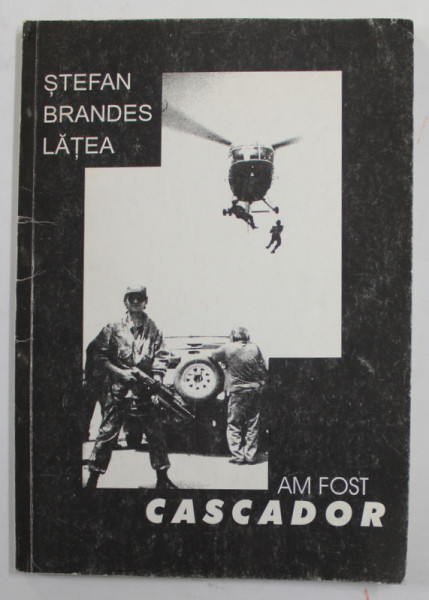 ȘTEFAN
BRANDES
LĂȚEA
AM FOST
CASCADOR